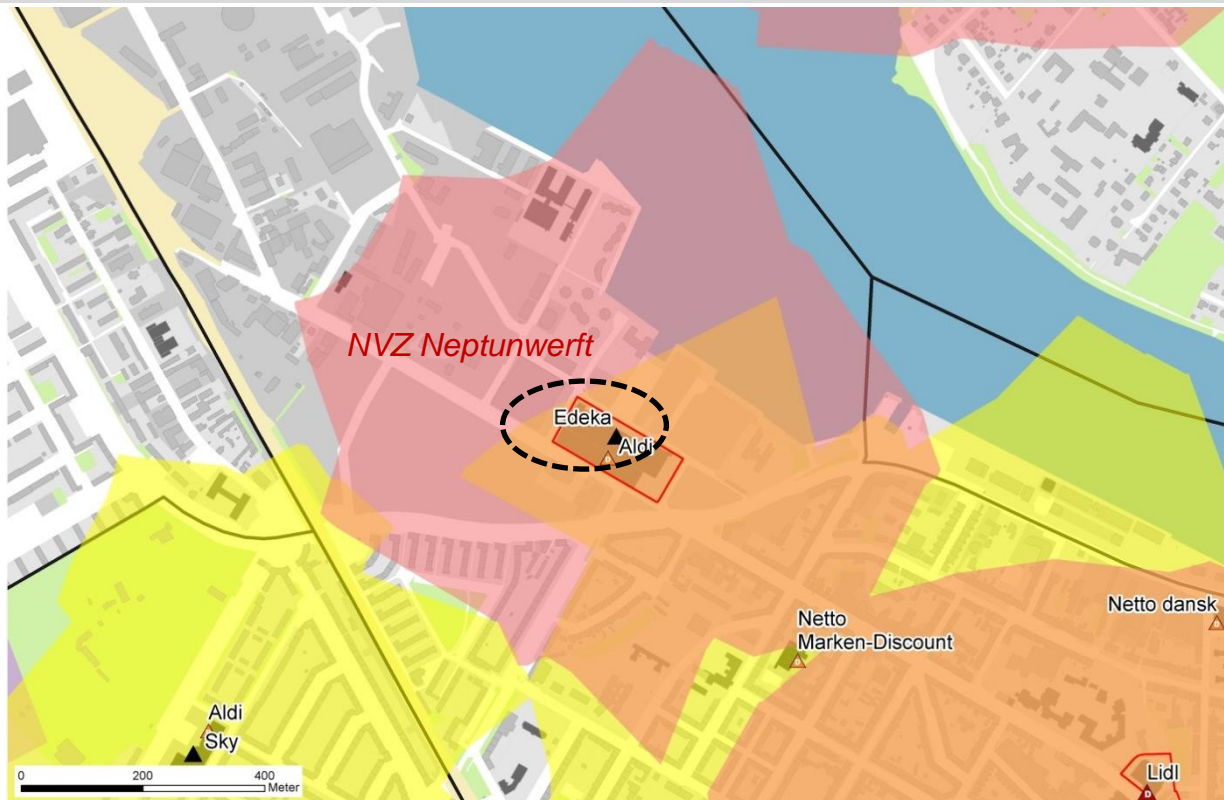 NVZ Neptunwerft
Edeka
Aldi
D
Netto
Marken-Discount
Netto dansk
Aldi
Sky
Lidl
D
0 200 400
Meter